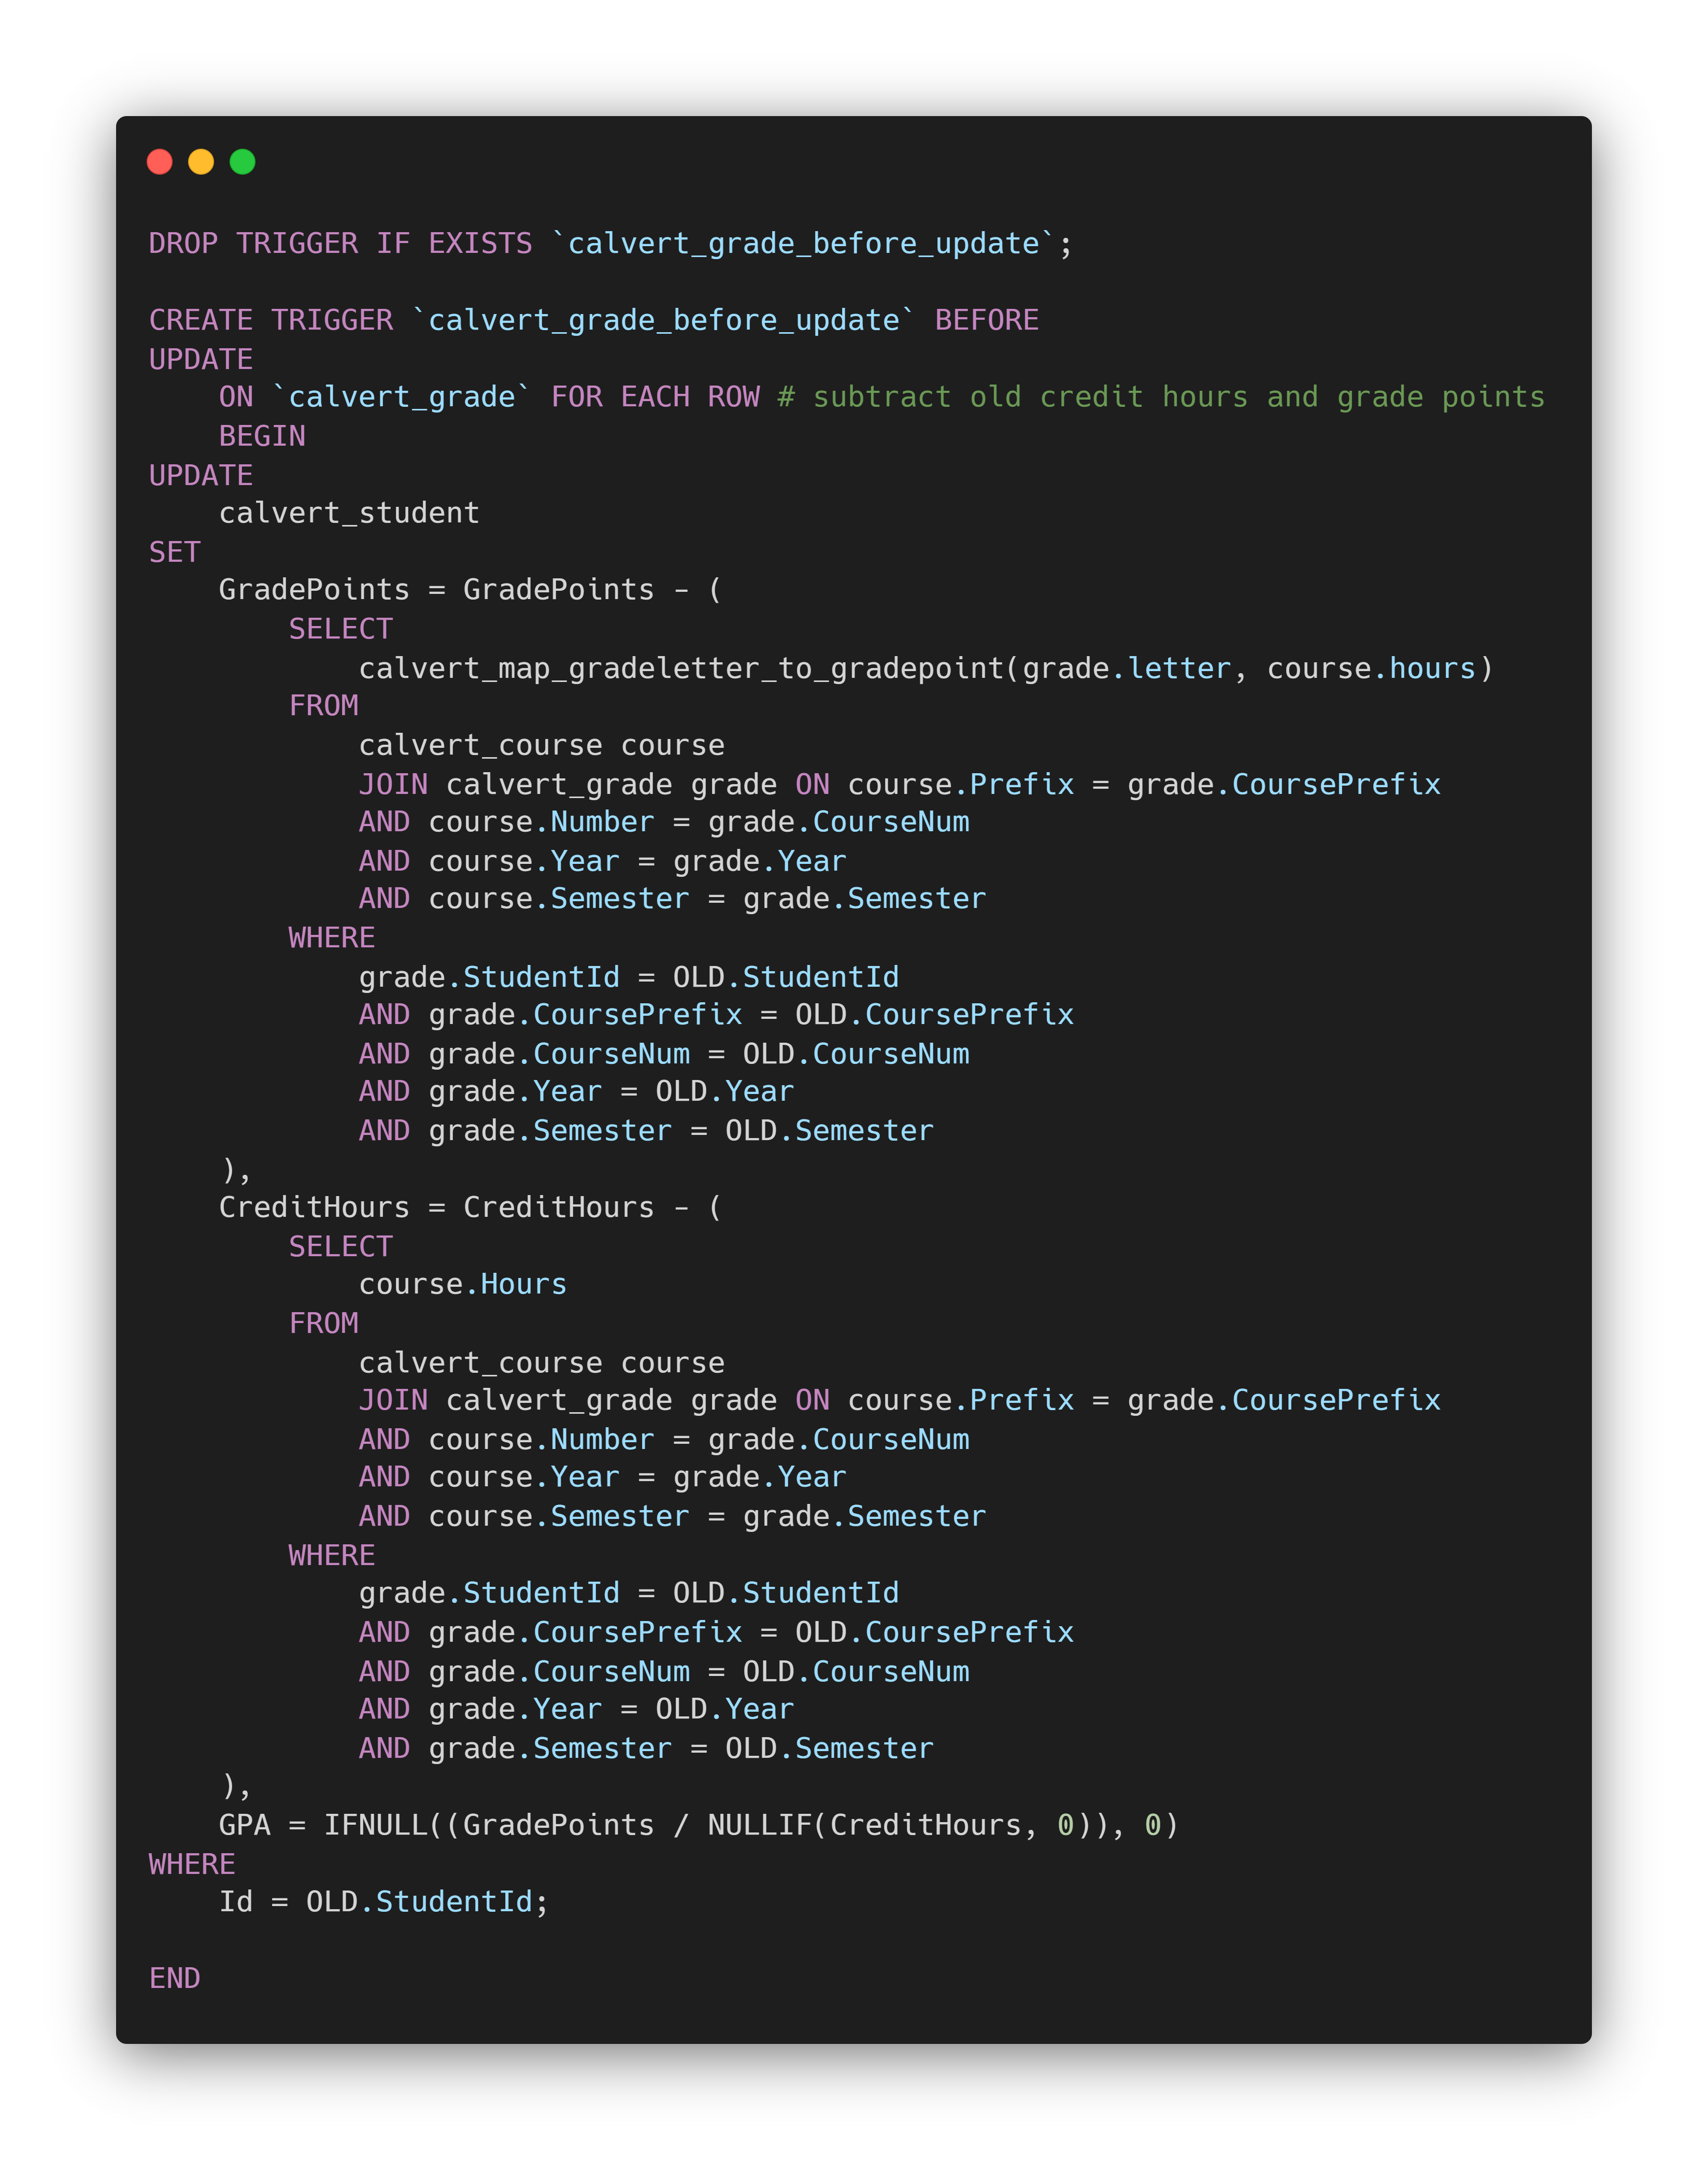 DROP TRIGGER IF EXISTS `calvert_grade_before_update`;

CREATE TRIGGER `calvert_grade_before_update` BEFORE
UPDATE
    ON `calvert_grade` FOR EACH ROW # subtract old credit hours and grade points
    BEGIN
UPDATE
    calvert_student
SET
    GradePoints = GradePoints - (
        SELECT
            calvert_map_gradeletter_to_gradepoint(grade.letter, course.hours)
        FROM
            calvert_course course
            JOIN calvert_grade grade ON course.Prefix = grade.CoursePrefix
            AND course.Number = grade.CourseNum
            AND course.Year = grade.Year
            AND course.Semester = grade.Semester
        WHERE
            grade.StudentId = OLD.StudentId
            AND grade.CoursePrefix = OLD.CoursePrefix
            AND grade.CourseNum = OLD.CourseNum
            AND grade.Year = OLD.Year
            AND grade.Semester = OLD.Semester
    ),
    CreditHours = CreditHours - (
        SELECT
            course.Hours
        FROM
            calvert_course course
            JOIN calvert_grade grade ON course.Prefix = grade.CoursePrefix
            AND course.Number = grade.CourseNum
            AND course.Year = grade.Year
            AND course.Semester = grade.Semester
        WHERE
            grade.StudentId = OLD.StudentId
            AND grade.CoursePrefix = OLD.CoursePrefix
            AND grade.CourseNum = OLD.CourseNum
            AND grade.Year = OLD.Year
            AND grade.Semester = OLD.Semester
    ),
    GPA = IFNULL((GradePoints / NULLIF(CreditHours, 0)), 0)
WHERE
    Id = OLD.StudentId;

END